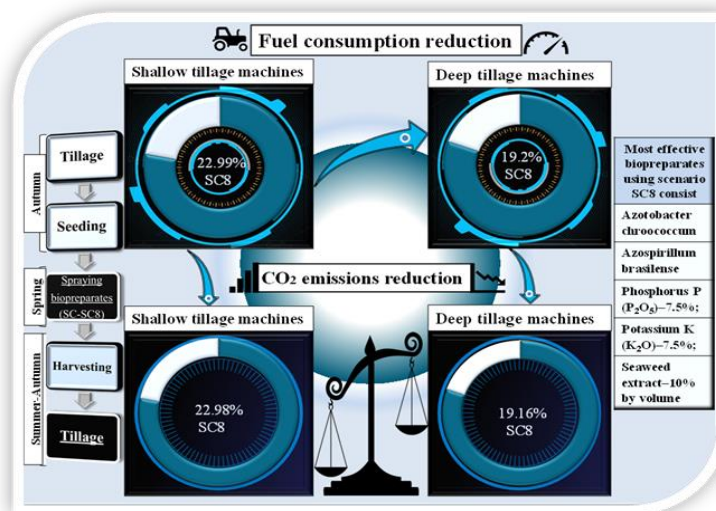 Fuel consumption reduction
Shallow tillage machines
Deep tillage machines
22.99%
SC8
19.2%
SC8
Autumn
Tillage
Seeding
Spring
Spraying
biopreparates
(SC-SC8)
Summer-Autumn
Harvesting
Tillage
CO₂ emissions reduction
Shallow tillage machines
Deep tillage machines
22.98%
SC8
19.16%
SC8
Most effective
biopreparates
using scenario
SC8 consist
Azotobacter
chroococcum
Azospirillum
brasilense
Phosphorus P
(P₂O₅)–7.5%;
Potassium K
(K₂O)–7.5%;
Seaweed
extract–10%
by volume